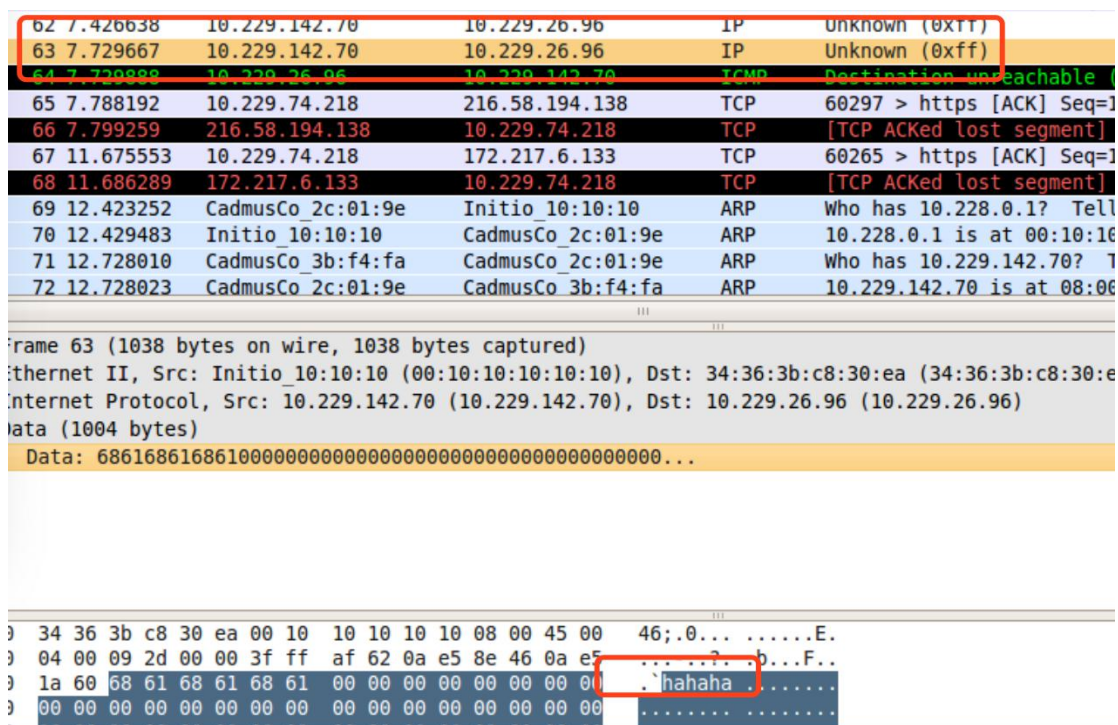 62 7.426638 10.229.142.70 10.229.26.96 IP Unknown (0xff)
63 7.729667 10.229.142.70 10.229.26.96 IP Unknown (0xff)
64 7.729888 10.229.26.96 10.229.142.70 ICMP Destination unreachable (
65 7.788192 10.229.74.218 216.58.194.138 TCP 60297 > https [ACK] Seq=1
66 7.799259 216.58.194.138 10.229.74.218 TCP [TCP ACKed lost segment]
67 11.675553 10.229.74.218 172.217.6.133 TCP 60265 > https [ACK] Seq=1
68 11.686289 172.217.6.133 10.229.74.218 TCP [TCP ACKed lost segment]
69 12.423252 CadmusCo_2c:01:9e Initio_10:10:10 ARP Who has 10.228.0.1? Tell
70 12.429483 Initio_10:10:10 CadmusCo_2c:01:9e ARP 10.228.0.1 is at 00:10:10
71 12.728010 CadmusCo_3b:f4:fa CadmusCo_2c:01:9e ARP Who has 10.229.142.70? T
72 12.728023 CadmusCo_2c:01:9e CadmusCo_3b:f4:fa ARP 10.229.142.70 is at 08:00
rame 63 (1038 bytes on wire, 1038 bytes captured)
thernet II, Src: Initio_10:10:10 (00:10:10:10:10:10), Dst: 34:36:3b:c8:30:ea (34:36:3b:c8:30:e
nternet Protocol, Src: 10.229.142.70 (10.229.142.70), Dst: 10.229.26.96 (10.229.26.96)
ata (1004 bytes)
Data: 686168616861000000000000000000000000000000000000...
34 36 3b c8 30 ea 00 10 10 10 10 10 08 00 45 00 46;.0... ......E.
04 00 09 2d 00 00 3f ff af 62 0a e5 8e 46 0a e5 ...-..?. .b...F..
1a 60 68 61 68 61 68 61 00 00 00 00 00 00 00 00 .`hahaha ........
00 00 00 00 00 00 00 00 00 00 00 00 00 00 00 00 ........ ........